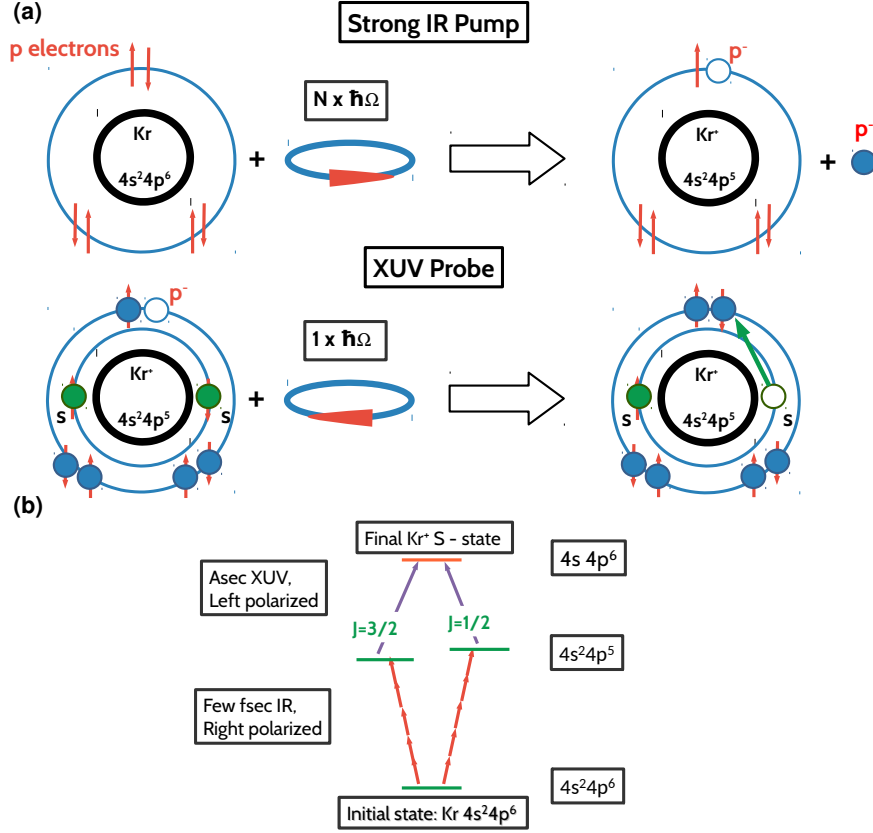 (a)
Strong IR Pump
p electrons
Kr
4s²4p⁶
+
N x ħΩ
p⁻
Kr⁺
4s²4p⁵
+
p⁻
XUV Probe
p⁻
Kr⁺
4s²4p⁵
S
S
+
1 x ħΩ
Kr⁺
4s²4p⁵
S
S
(b)
Final Kr⁺ S - state
4s 4p⁶
Asec XUV,
Left polarized
J=3/2
J=1/2
4s²4p⁵
Few fsec IR,
Right polarized
4s²4p⁶
Initial state: Kr 4s²4p⁶